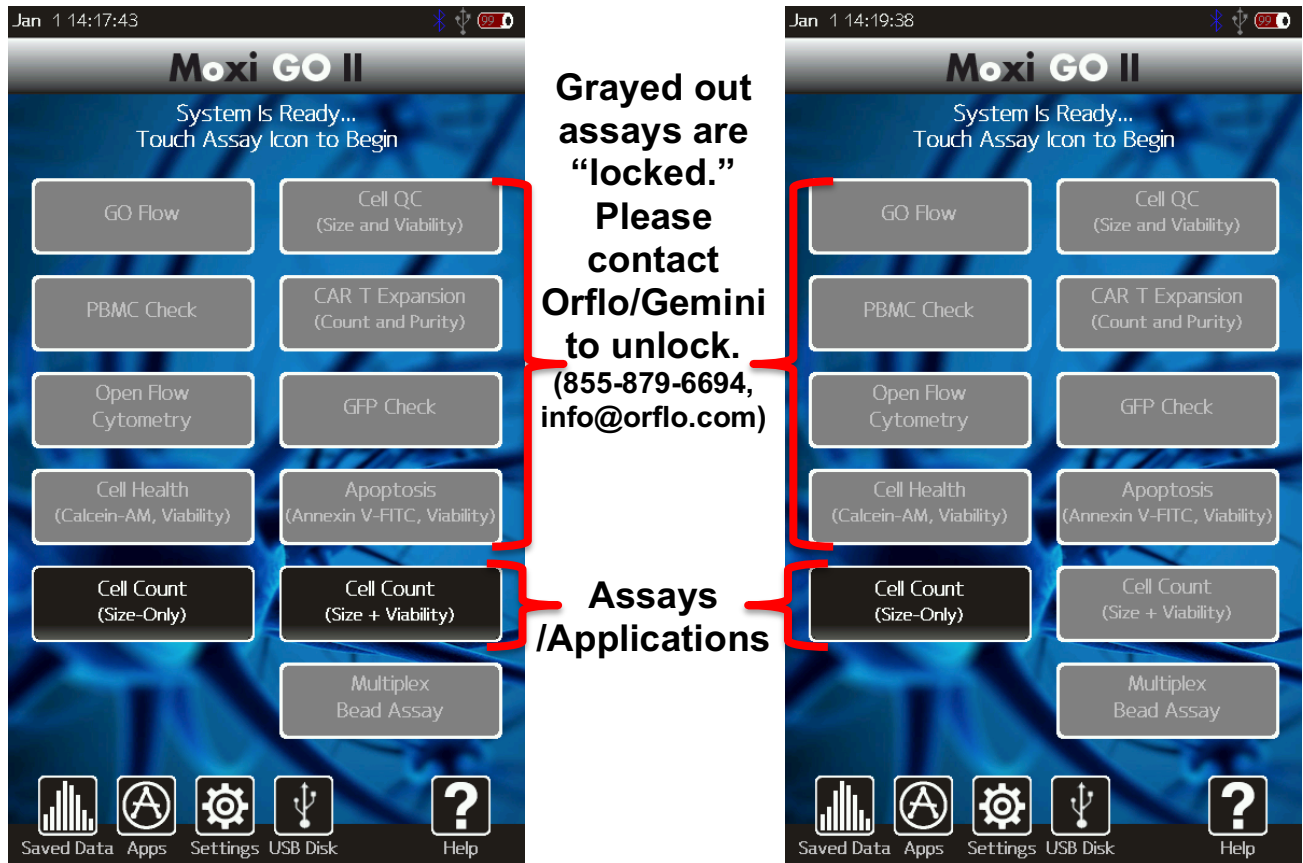 Jan 1 14:17:43
99
Moxi GO II
System Is Ready...
Touch Assay Icon to Begin
GO Flow
Cell QC
(Size and Viability)
PBMC Check
CAR T Expansion
(Count and Purity)
Open Flow
Cytometry
GFP Check
Cell Health
(Calcein-AM, Viability)
Apoptosis
(Annexin V-FITC, Viability)
Cell Count
(Size-Only)
Cell Count
(Size + Viability)
Multiplex
Bead Assay
Saved Data
Apps
Settings
USB Disk
?
Help
Grayed out
assays are
“locked.”
Please
contact
Orflo/Gemini
to unlock.
(855-879-6694,
info@orflo.com)
Assays
/Applications
Jan 1 14:19:38
99
Moxi GO II
System Is Ready...
Touch Assay Icon to Begin
GO Flow
Cell QC
(Size and Viability)
PBMC Check
CAR T Expansion
(Count and Purity)
Open Flow
Cytometry
GFP Check
Cell Health
(Calcein-AM, Viability)
Apoptosis
(Annexin V-FITC, Viability)
Cell Count
(Size-Only)
Cell Count
(Size + Viability)
Multiplex
Bead Assay
Saved Data
Apps
Settings
USB Disk
?
Help